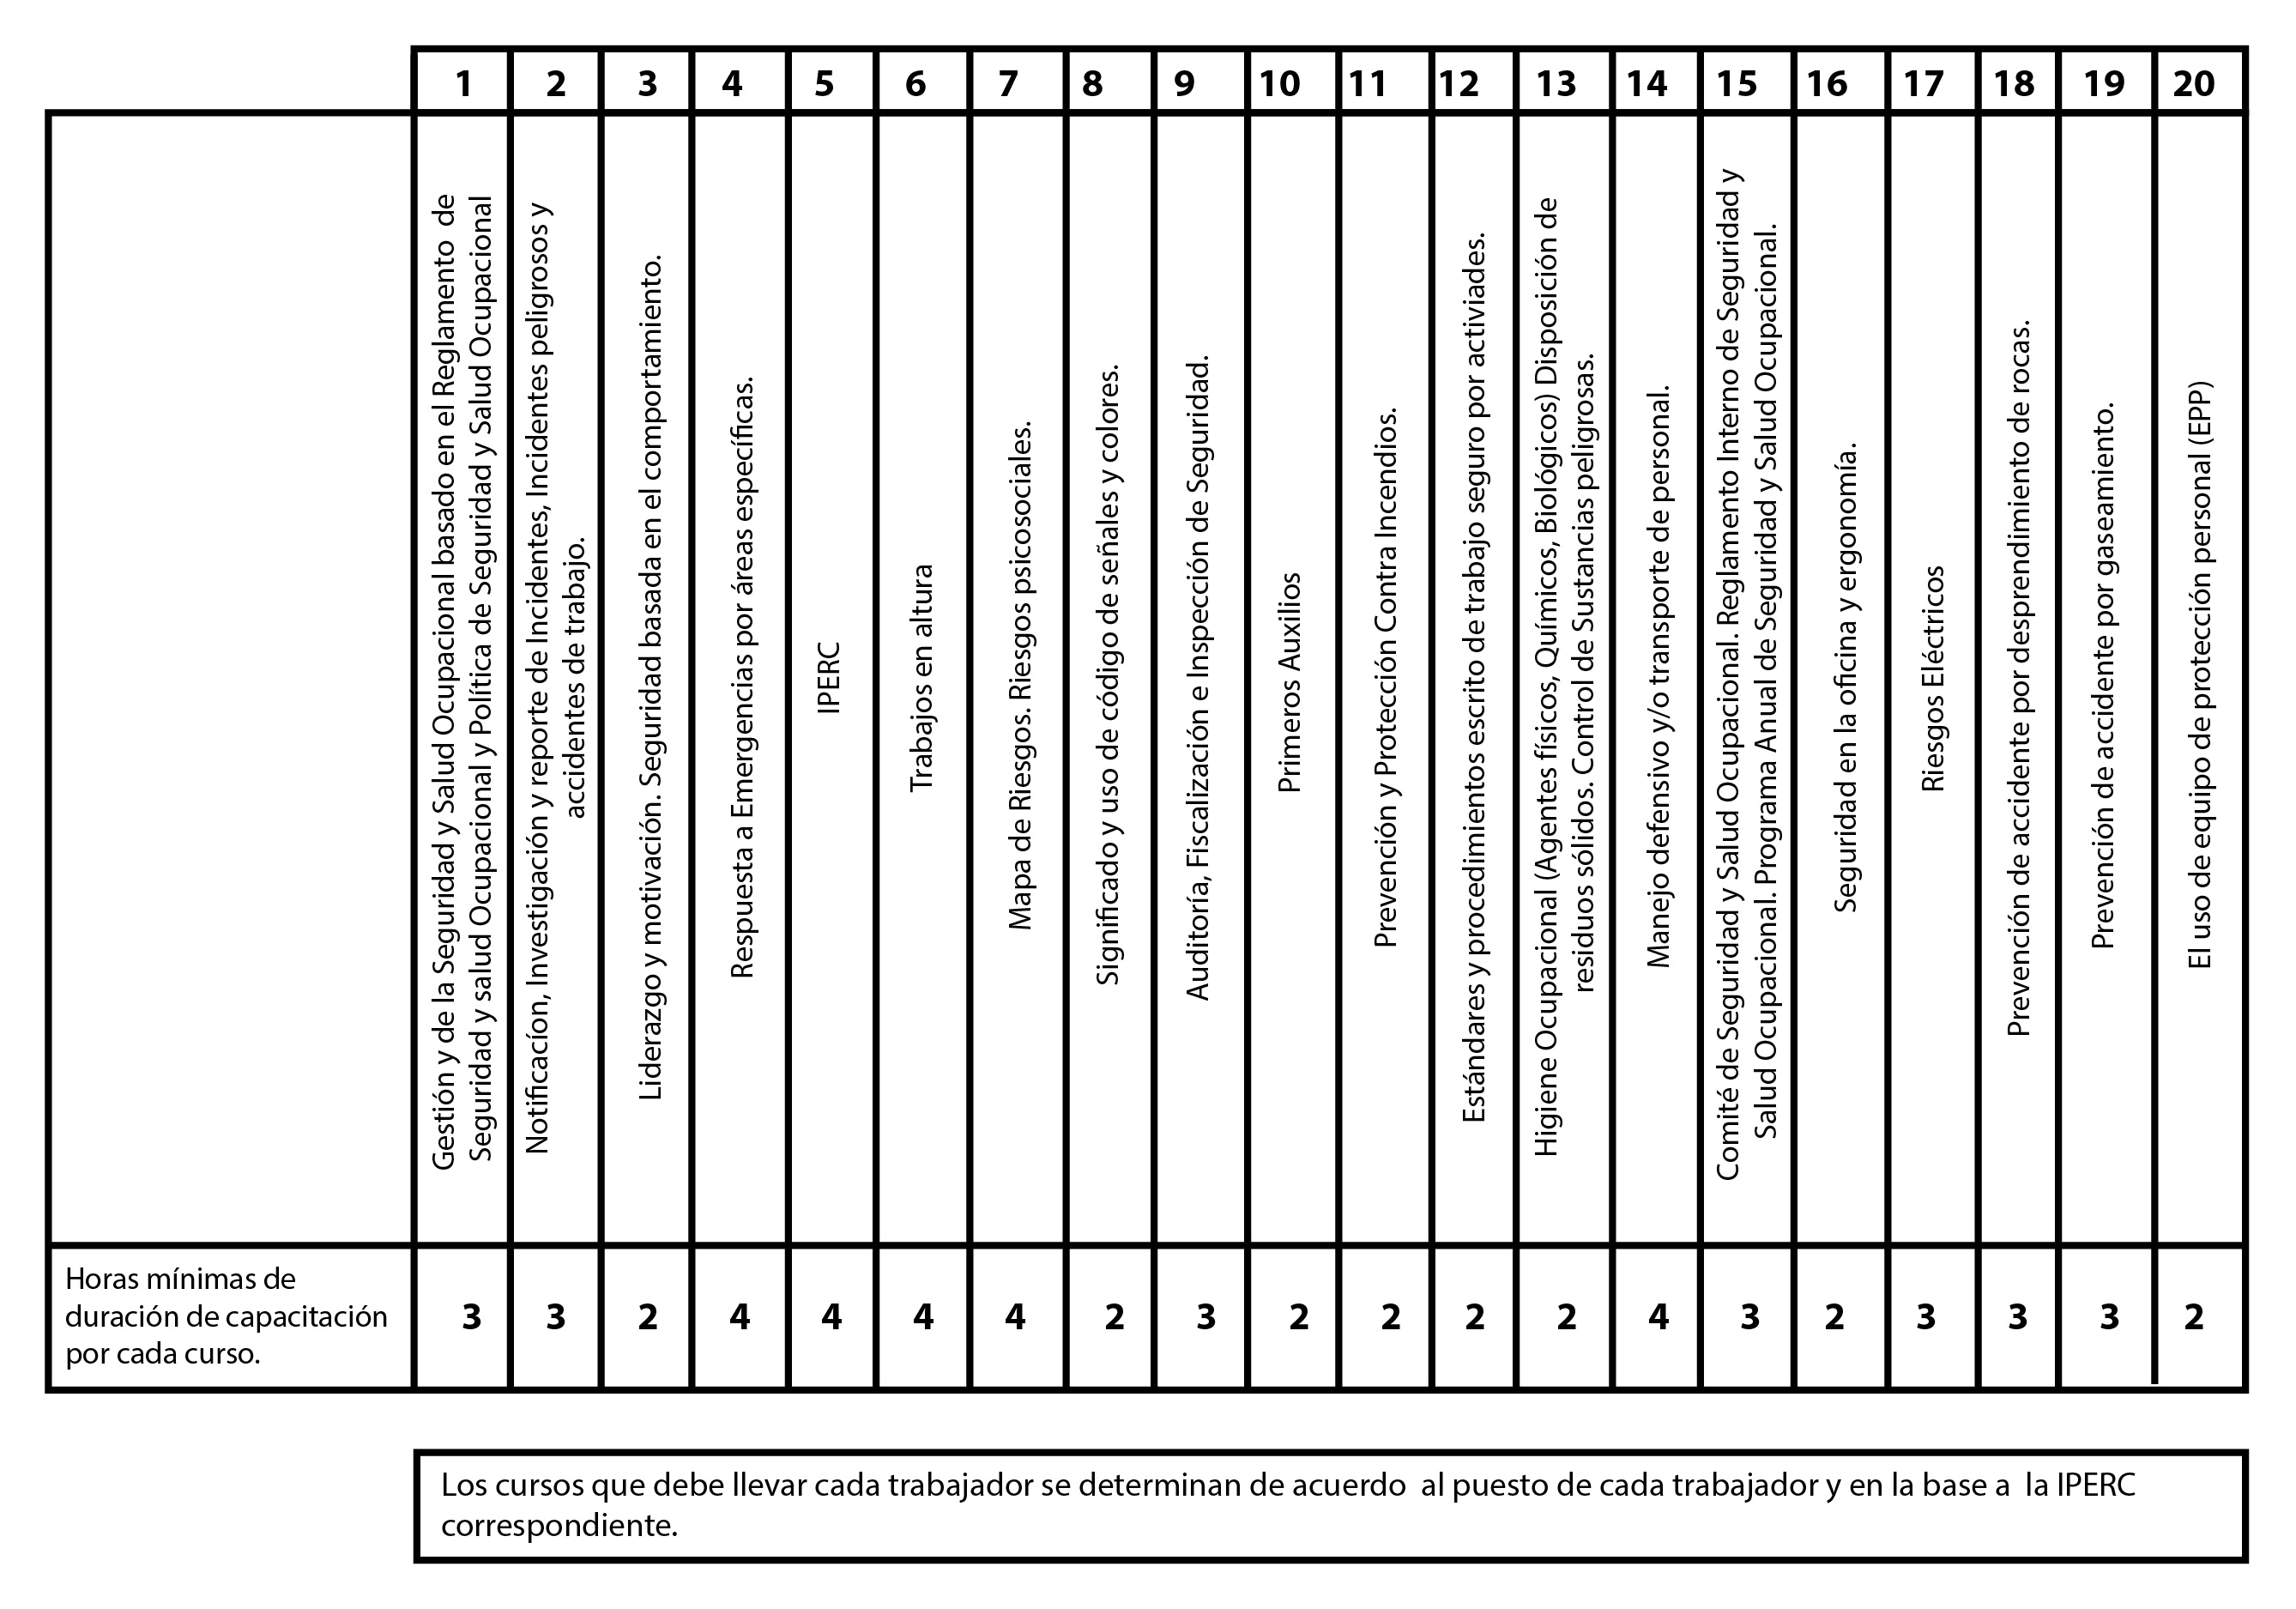 1 2 3 4 5 6 7 8 9 10 11 12 13 14 15 16 17 18 19 20
Gestión y de la Seguridad y Salud Ocupacional basado en el Reglamento de
Seguridad y salud Ocupacional y Política de Seguridad y Salud Ocupacional
Notificacíon, Investigación y reporte de Incidentes, Incidentes peligrosos y
accidentes de trabajo.
Liderazgo y motivación. Seguridad basada en el comportamiento.
Respuesta a Emergencias por áreas específicas.
IPERC
Trabajos en altura
Mapa de Riesgos. Riesgos psicosociales.
Significado y uso de código de señales y colores.
Auditoría, Fiscalización e Inspección de Seguridad.
Primeros Auxilios
Prevención y Protección Contra Incendios.
Estándares y procedimientos escrito de trabajo seguro por activiades.
Higiene Ocupacional (Agentes físicos, Químicos, Biológicos) Disposición de
residuos sólidos. Control de Sustancias peligrosas.
Manejo defensivo y/o transporte de personal.
Comité de Seguridad y Salud Ocupacional. Reglamento Interno de Seguridad y
Salud Ocupacional. Programa Anual de Seguridad y Salud Ocupacional.
Seguridad en la oficina y ergonomía.
Riesgos Eléctricos
Prevención de accidente por desprendimiento de rocas.
Prevención de accidente por gaseamiento.
El uso de equipo de protección personal (EPP)
Horas mínimas de
duración de capacitación
por cada curso.
3 3 2 4 4 4 4 2 3 2 2 2 2 4 3 2 3 3 3 2
Los cursos que debe llevar cada trabajador se determinan de acuerdo al puesto de cada trabajador y en la base a la IPERC
correspondiente.